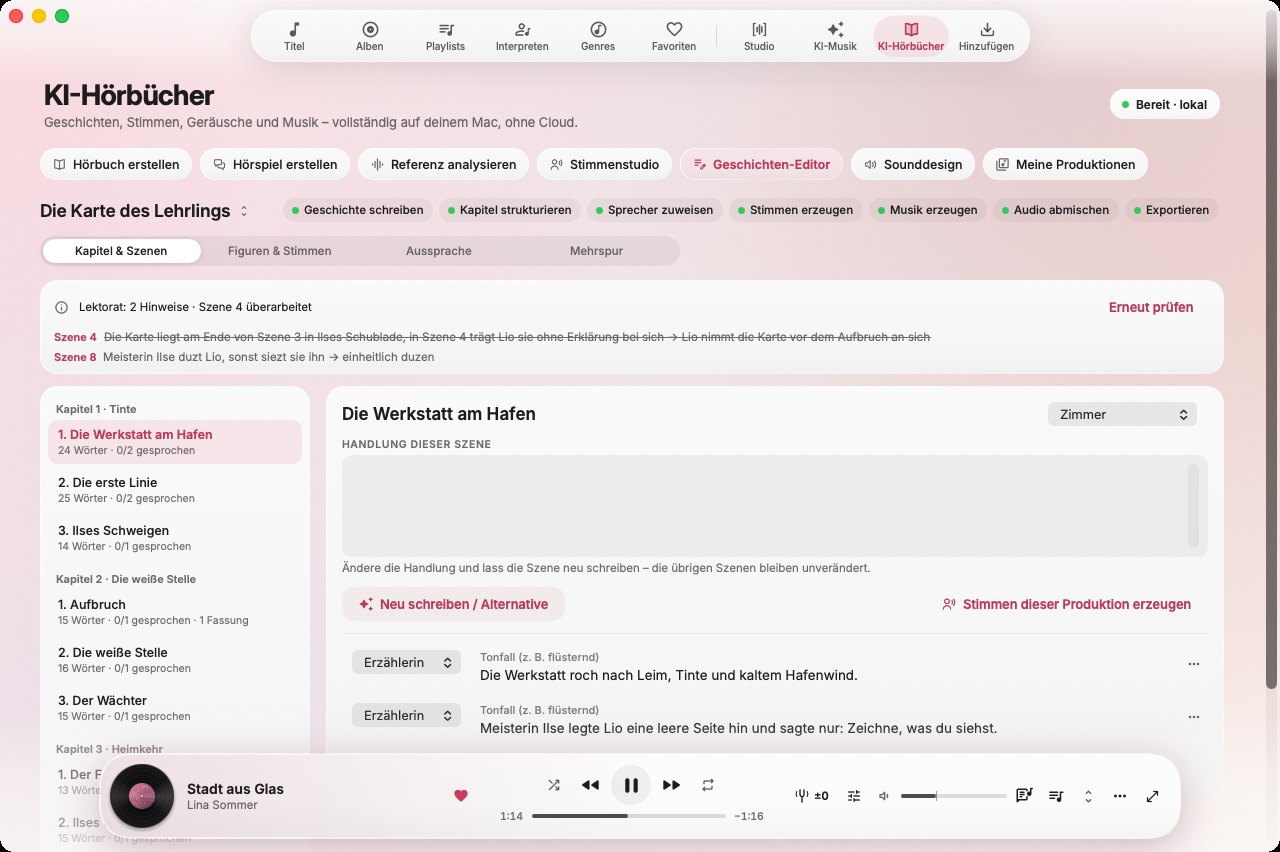 Titel
Alben
Playlists
Interpreten
Genres
Favoriten
Studio
KI-Musik
KI-Hörbücher
Hinzufügen
KI-Hörbücher
Geschichten, Stimmen, Geräusche und Musik – vollständig auf deinem Mac, ohne Cloud.
Bereit · lokal
Hörbuch erstellen
Hörspiel erstellen
Referenz analysieren
Stimmenstudio
Geschichten-Editor
Sounddesign
Meine Produktionen
Die Karte des Lehrlings
Geschichte schreiben
Kapitel strukturieren
Sprecher zuweisen
Stimmen erzeugen
Musik erzeugen
Audio abmischen
Exportieren
Kapitel & Szenen
Figuren & Stimmen
Aussprache
Mehrspur
Lektorat: 2 Hinweise · Szene 4 überarbeitet
Erneut prüfen
Szene 4 Die Karte liegt am Ende von Szene 3 in Ilses Schublade, in Szene 4 trägt Lio sie ohne Erklärung bei sich → Lio nimmt die Karte vor dem Aufbruch an sich
Szene 8 Meisterin Ilse duzt Lio, sonst siezt sie ihn → einheitlich duzen
Kapitel 1 · Tinte
1. Die Werkstatt am Hafen
24 Wörter · 0/2 gesprochen
2. Die erste Linie
25 Wörter · 0/2 gesprochen
3. Ilses Schweigen
14 Wörter · 0/1 gesprochen
Kapitel 2 · Die weiße Stelle
1. Aufbruch
15 Wörter · 0/1 gesprochen · 1 Fassung
2. Die weiße Stelle
16 Wörter · 0/1 gesprochen
3. Der Wächter
15 Wörter · 0/1 gesprochen
Kapitel 3 · Heimkehr
1. Der
13
2. Ilses
15 Wörter · 0/1 gesprochen
Die Werkstatt am Hafen
Zimmer
HANDLUNG DIESER SZENE
Ändere die Handlung und lass die Szene neu schreiben – die übrigen Szenen bleiben unverändert.
Neu schreiben / Alternative
Stimmen dieser Produktion erzeugen
Erzählerin
Tonfall (z. B. flüsternd)
Die Werkstatt roch nach Leim, Tinte und kaltem Hafenwind.
Erzählerin
Tonfall (z. B. flüsternd)
Meisterin Ilse legte Lio eine leere Seite hin und sagte nur: Zeichne, was du siehst.
Stadt aus Glas
Lina Sommer
1:14
−1:16
±0